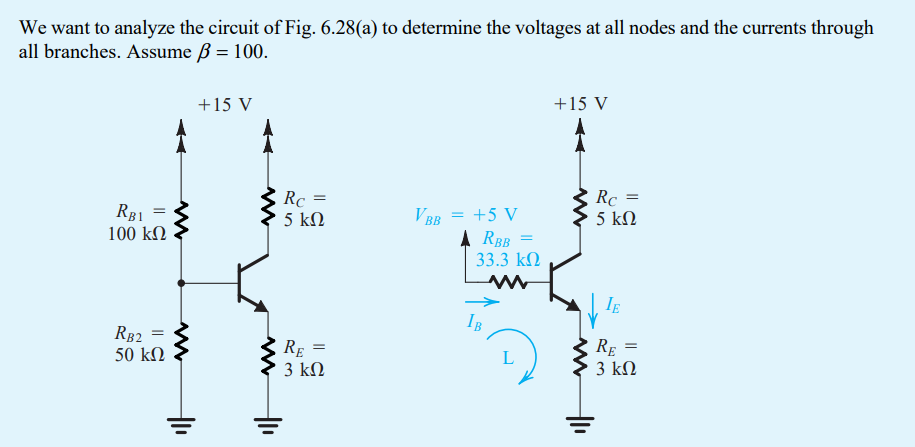 We want to analyze the circuit of Fig. 6.28(a) to determine the voltages at all nodes and the currents through
all branches. Assume β = 100.
+15 V
+15 V
R_C =
5 kΩ
R_B1 =
100 kΩ
R_B2 =
50 kΩ
R_E =
3 kΩ
V_BB = +5 V
R_BB =
33.3 kΩ
I_B
L
R_C =
5 kΩ
I_E
R_E =
3 kΩ